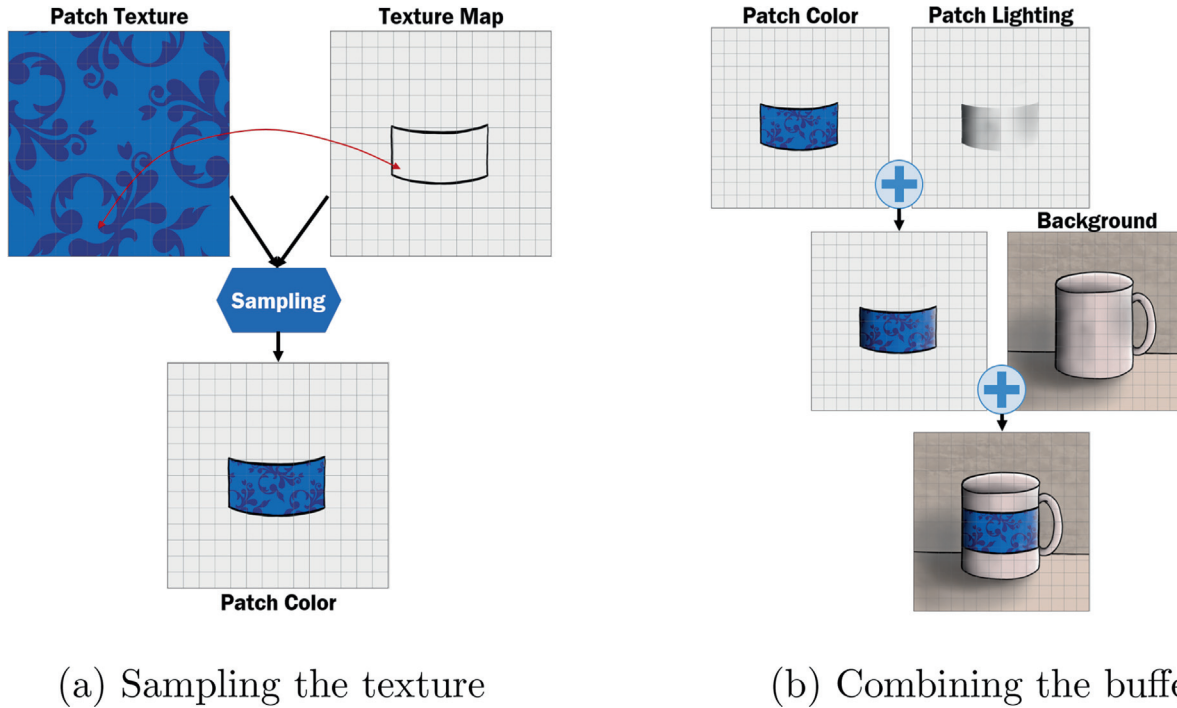 Patch Texture
Texture Map
Sampling
Patch Color
(a) Sampling the texture
Patch Color
Patch Lighting
Background
(b) Combining the buffe